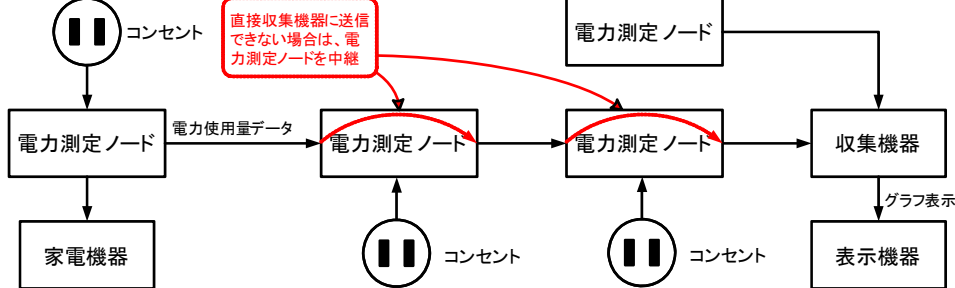 コンセント
直接収集機器に送信
できない場合は、電
力測定ノードを中継
電力測定ノード
電力測定ノード
電力使用量データ
電力測定ノード
電力測定ノード
収集機器
グラフ表示
家電機器
コンセント
コンセント
表示機器